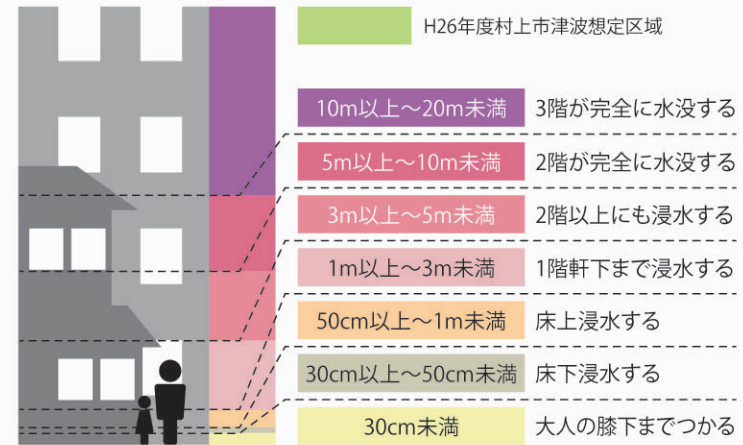 H26年度村上市津波想定区域
10m以上～20m未満 3階が完全に水没する
5m以上～10m未満 2階が完全に水没する
3m以上～5m未満 2階以上にも浸水する
1m以上～3m未満 1階軒下まで浸水する
50cm以上～1m未満 床上浸水する
30cm以上～50cm未満 床下浸水する
30cm未満 大人の膝下までつかる